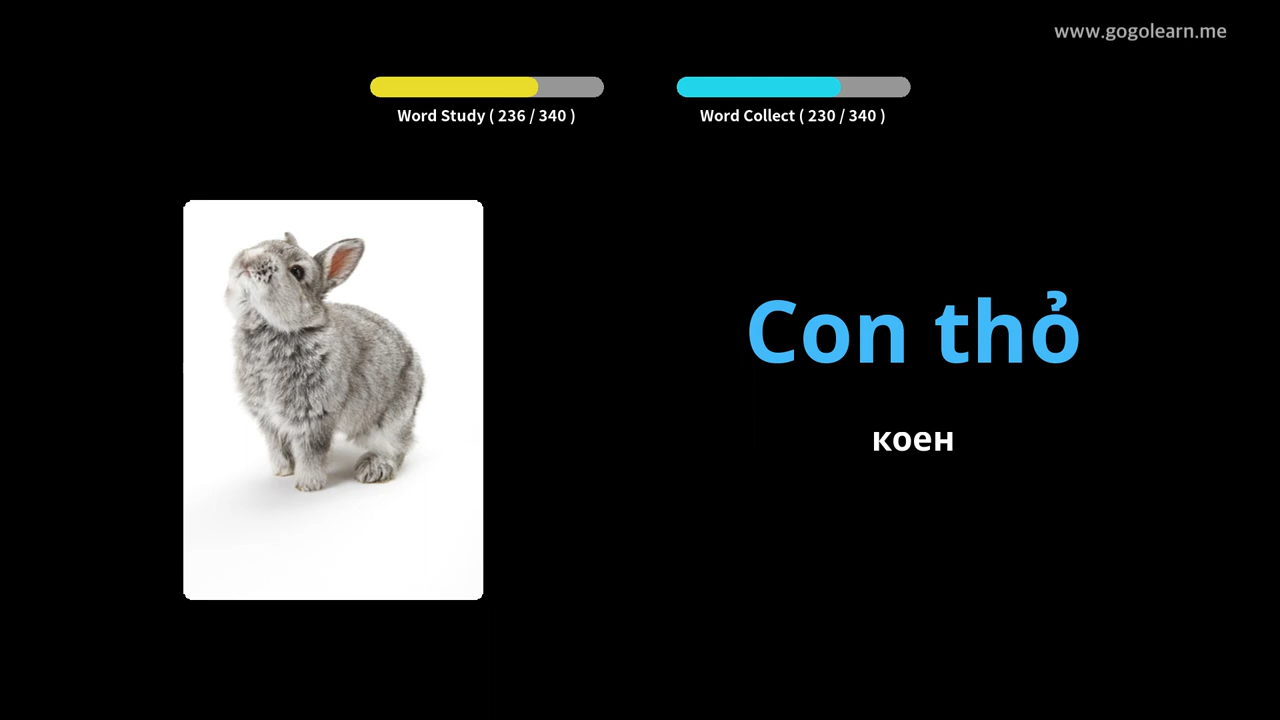 www.gogolearn.me
Word Study ( 236 / 340 )
Word Collect ( 230 / 340 )
Con thỏ
коен